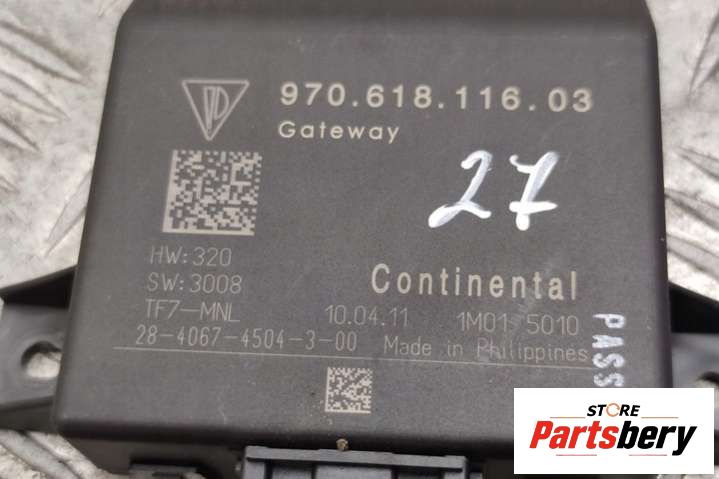 970.618.116.03
Gateway
27
HW:320
SW:3008
Continental
TF7-MNL 10.04.11 1M01 5010
28-4067-4504-3-00 Made in Philippines
PASS
STORE
Partsbery